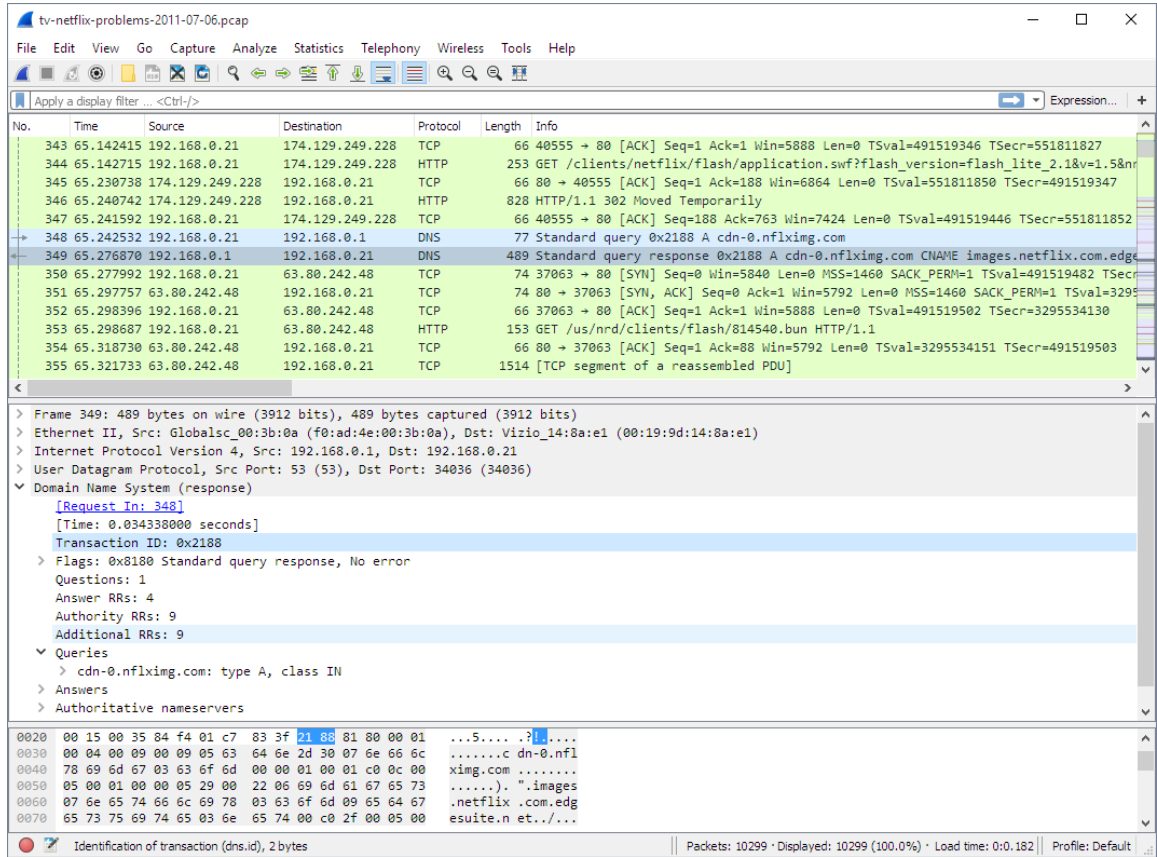 tv-netflix-problems-2011-07-06.pcap
File Edit View Go Capture Analyze Statistics Telephony Wireless Tools Help
Apply a display filter ... <Ctrl-/> Expression... +
No. Time Source Destination Protocol Length Info
343 65.142415 192.168.0.21 174.129.249.228 TCP 66 40555 → 80 [ACK] Seq=1 Ack=1 Win=5888 Len=0 TSval=491519346 TSecr=551811827
344 65.142715 192.168.0.21 174.129.249.228 HTTP 253 GET /clients/netflix/flash/application.swf?flash_version=flash_lite_2.1&v=1.5&nr
345 65.230738 174.129.249.228 192.168.0.21 TCP 66 80 → 40555 [ACK] Seq=1 Ack=188 Win=6864 Len=0 TSval=551811850 TSecr=491519347
346 65.240742 174.129.249.228 192.168.0.21 HTTP 828 HTTP/1.1 302 Moved Temporarily
347 65.241592 192.168.0.21 174.129.249.228 TCP 66 40555 → 80 [ACK] Seq=188 Ack=763 Win=7424 Len=0 TSval=491519446 TSecr=551811852
348 65.242532 192.168.0.21 192.168.0.1 DNS 77 Standard query 0x2188 A cdn-0.nflximg.com
349 65.276870 192.168.0.1 192.168.0.21 DNS 489 Standard query response 0x2188 A cdn-0.nflximg.com CNAME images.netflix.com.edge
350 65.277992 192.168.0.21 63.80.242.48 TCP 74 37063 → 80 [SYN] Seq=0 Win=5840 Len=0 MSS=1460 SACK_PERM=1 TSval=491519482 TSecr
351 65.297757 63.80.242.48 192.168.0.21 TCP 74 80 → 37063 [SYN, ACK] Seq=0 Ack=1 Win=5792 Len=0 MSS=1460 SACK_PERM=1 TSval=3295
352 65.298396 192.168.0.21 63.80.242.48 TCP 66 37063 → 80 [ACK] Seq=1 Ack=1 Win=5888 Len=0 TSval=491519502 TSecr=3295534130
353 65.298687 192.168.0.21 63.80.242.48 HTTP 153 GET /us/nrd/clients/flash/814540.bun HTTP/1.1
354 65.318730 63.80.242.48 192.168.0.21 TCP 66 80 → 37063 [ACK] Seq=1 Ack=88 Win=5792 Len=0 TSval=3295534151 TSecr=491519503
355 65.321733 63.80.242.48 192.168.0.21 TCP 1514 [TCP segment of a reassembled PDU]
Frame 349: 489 bytes on wire (3912 bits), 489 bytes captured (3912 bits)
Ethernet II, Src: Globalsc_00:3b:0a (f0:ad:4e:00:3b:0a), Dst: Vizio_14:8a:e1 (00:19:9d:14:8a:e1)
Internet Protocol Version 4, Src: 192.168.0.1, Dst: 192.168.0.21
User Datagram Protocol, Src Port: 53 (53), Dst Port: 34036 (34036)
Domain Name System (response)
[Request In: 348]
[Time: 0.034338000 seconds]
Transaction ID: 0x2188
Flags: 0x8180 Standard query response, No error
Questions: 1
Answer RRs: 4
Authority RRs: 9
Additional RRs: 9
Queries
cdn-0.nflximg.com: type A, class IN
Answers
Authoritative nameservers
0020 00 15 00 35 84 f4 01 c7 83 3f 21 88 81 80 00 01 ...5.... .?!.....
0030 00 04 00 09 00 09 05 63 64 6e 2d 30 07 6e 66 6c .......c dn-0.nfl
0040 78 69 6d 67 03 63 6f 6d 00 00 01 00 01 c0 0c 00 ximg.com ........
0050 05 00 01 00 00 05 29 00 22 06 69 6d 61 67 65 73 ......). ".images
0060 07 6e 65 74 66 6c 69 78 03 63 6f 6d 09 65 64 67 .netflix .com.edg
0070 65 73 75 69 74 65 03 6e 65 74 00 c0 2f 00 05 00 esuite.n et../...
Identification of transaction (dns.id), 2 bytes Packets: 10299 · Displayed: 10299 (100.0%) · Load time: 0:0.182 Profile: Default